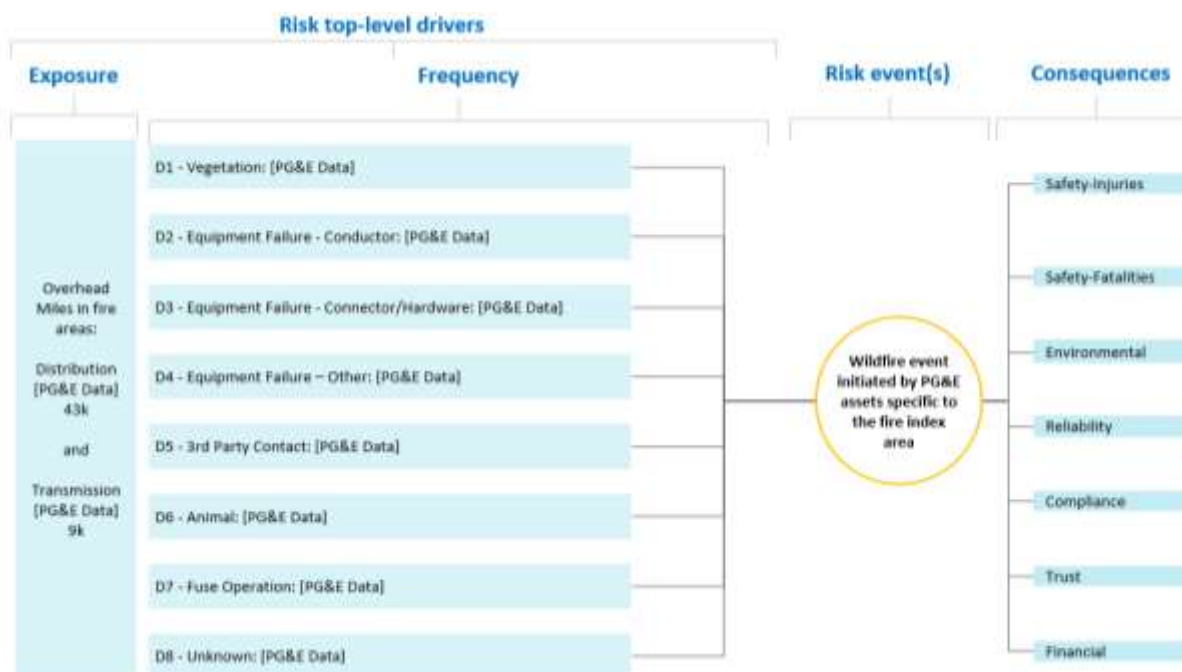 Risk top-level drivers
Exposure
Frequency
Risk event(s)
Consequences
Overhead
Miles in fire
areas:
Distribution
[PG&E Data]
43k
and
Transmission
[PG&E Data]
9k
D1 - Vegetation: [PG&E Data]
D2 - Equipment Failure - Conductor: [PG&E Data]
D3 - Equipment Failure - Connector/Hardware: [PG&E Data]
D4 - Equipment Failure – Other: [PG&E Data]
D5 - 3rd Party Contact: [PG&E Data]
D6 - Animal: [PG&E Data]
D7 - Fuse Operation: [PG&E Data]
D8 - Unknown: [PG&E Data]
Wildfire event
initiated by PG&E
assets specific to
the fire index
area
Safety-Injuries
Safety-Fatalities
Environmental
Reliability
Compliance
Trust
Financial